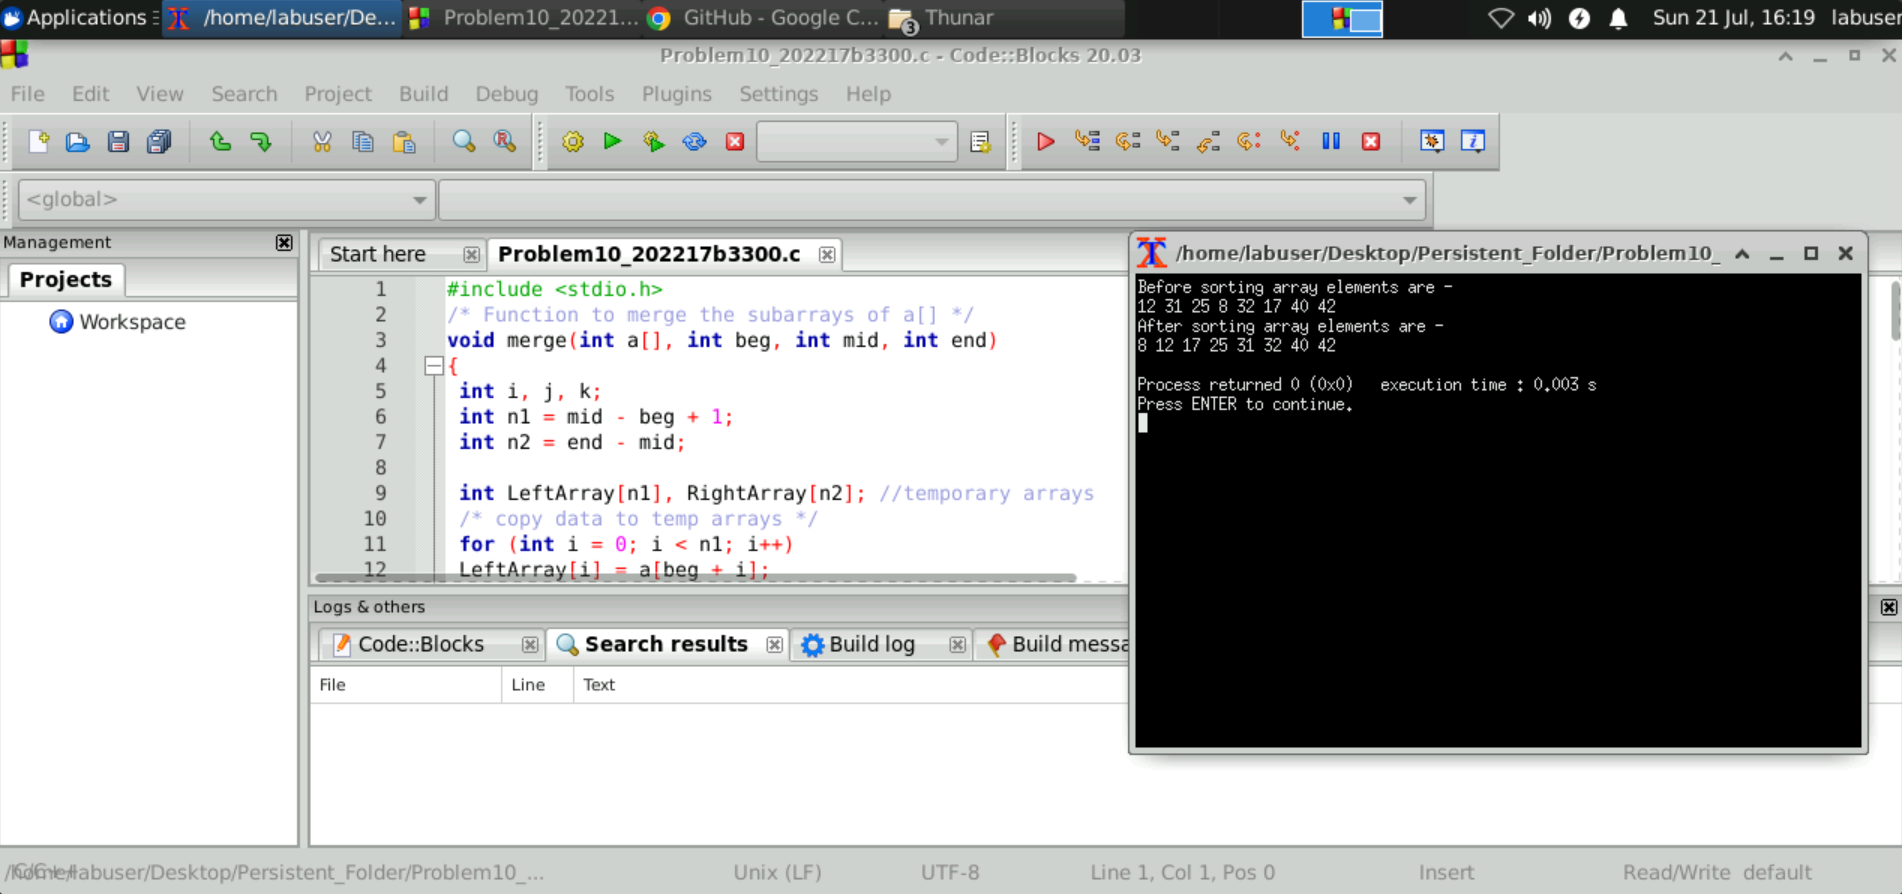 Applications /home/labuser/De... Problem10_20221... GitHub - Google C... 3 Thunar Sun 21 Jul, 16:19 labuser
Problem10_202217b3300.c - Code::Blocks 20.03
File Edit View Search Project Build Debug Tools Plugins Settings Help
<global>
Management
Projects
Workspace
Start here Problem10_202217b3300.c
1 #include <stdio.h>
2 /* Function to merge the subarrays of a[] */
3 void merge(int a[], int beg, int mid, int end)
4 {
5 int i, j, k;
6 int n1 = mid - beg + 1;
7 int n2 = end - mid;
8
9 int LeftArray[n1], RightArray[n2]; //temporary arrays
10 /* copy data to temp arrays */
11 for (int i = 0; i < n1; i++)
12 LeftArray[i] = a[beg + i];
/home/labuser/Desktop/Persistent_Folder/Problem10_
Before sorting array elements are -
12 31 25 8 32 17 40 42
After sorting array elements are -
8 12 17 25 31 32 40 42
Process returned 0 (0x0) execution time : 0.003 s
Press ENTER to continue.
Logs & others
Code::Blocks Search results Build log Build messa
File Line Text
/home/labuser/Desktop/Persistent_Folder/Problem10_... Unix (LF) UTF-8 Line 1, Col 1, Pos 0 Insert Read/Write default